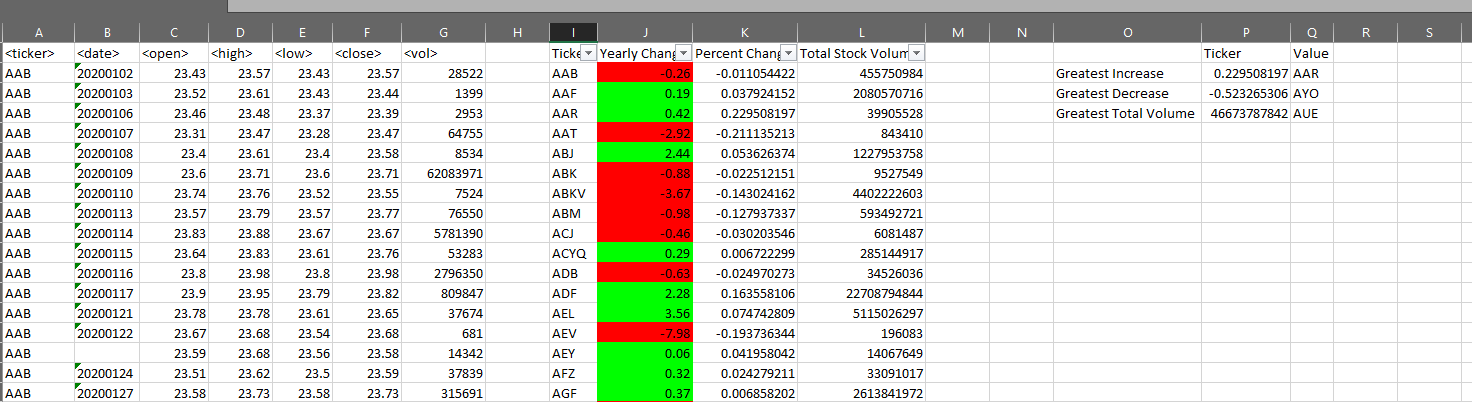 A B C D E F G H I J K L M N O P Q R S
<ticker> <date> <open> <high> <low> <close> <vol> Ticke Yearly Chang Percent Chang Total Stock Volum Ticker Value
AAB 20200102 23.43 23.57 23.43 23.57 28522 AAB -0.26 -0.011054422 455750984 Greatest Increase 0.229508197 AAR
AAB 20200103 23.52 23.61 23.43 23.44 1399 AAF 0.19 0.037924152 2080570716 Greatest Decrease -0.523265306 AYO
AAB 20200106 23.46 23.48 23.37 23.39 2953 AAR 0.42 0.229508197 39905528 Greatest Total Volume 46673787842 AUE
AAB 20200107 23.31 23.47 23.28 23.47 64755 AAT -2.92 -0.211135213 843410
AAB 20200108 23.4 23.61 23.4 23.58 8534 ABJ 2.44 0.053626374 1227953758
AAB 20200109 23.6 23.71 23.6 23.71 62083971 ABK -0.88 -0.022512151 9527549
AAB 20200110 23.74 23.76 23.52 23.55 7524 ABKV -3.67 -0.143024162 4402222603
AAB 20200113 23.57 23.79 23.57 23.77 76550 ABM -0.98 -0.127937337 593492721
AAB 20200114 23.83 23.88 23.67 23.67 5781390 ACJ -0.46 -0.030203546 6081487
AAB 20200115 23.64 23.83 23.61 23.76 53283 ACYQ 0.29 0.006722299 285144917
AAB 20200116 23.8 23.98 23.8 23.98 2796350 ADB -0.63 -0.024970273 34526036
AAB 20200117 23.9 23.95 23.79 23.82 809847 ADF 2.28 0.163558106 22708794844
AAB 20200121 23.78 23.78 23.61 23.65 37674 AEL 3.56 0.074742809 5115026297
AAB 20200122 23.67 23.68 23.54 23.68 681 AEV -7.98 -0.193736344 196083
AAB 23.59 23.68 23.56 23.58 14342 AEY 0.06 0.041958042 14067649
AAB 20200124 23.51 23.62 23.5 23.59 37839 AFZ 0.32 0.024279211 33091017
AAB 20200127 23.58 23.73 23.58 23.73 315691 AGF 0.37 0.006858202 2613841972